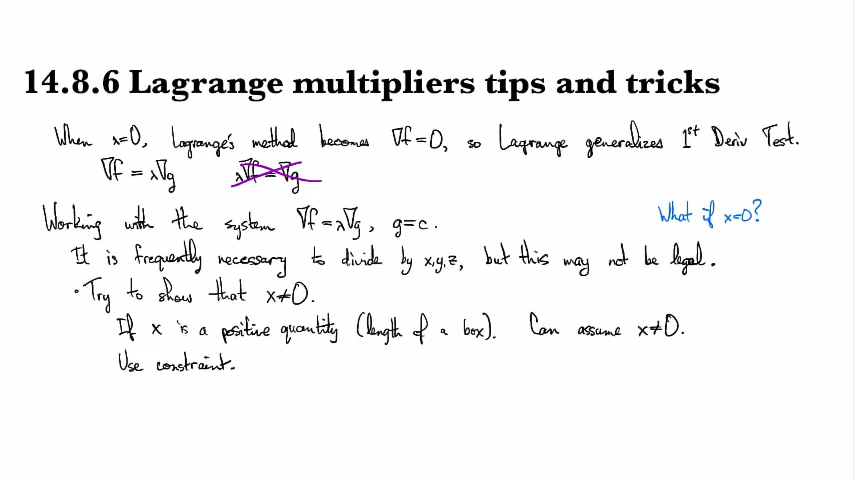 14.8.6 Lagrange multipliers tips and tricks
When λ=0, Lagrange's method becomes ∇f=0, so Lagrange generalizes 1st Deriv Test.
∇f = λ∇g λ∇f = ∇g
Working with the system ∇f=λ∇g, g=c. What if x=0?
It is frequently necessary to divide by x,y,z, but this may not be legal.
• Try to show that x≠0.
If x is a positive quantity (length of a box). Can assume x≠0.
Use constraint.